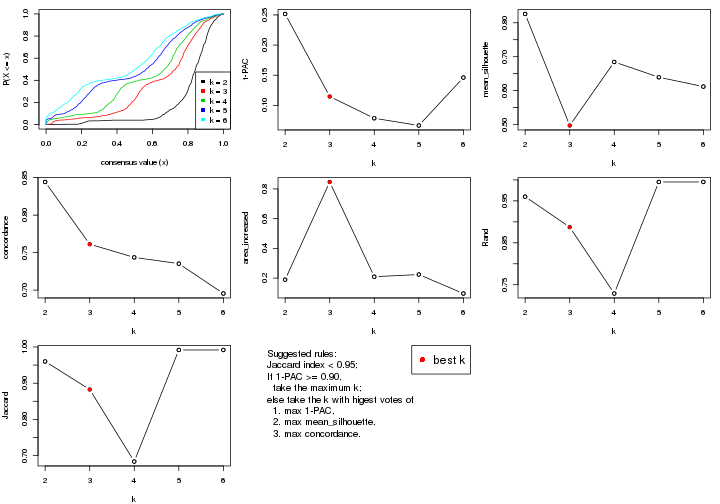 P(X <= x)
0.0 0.2 0.4 0.6 0.8 1.0
k = 2
k = 3
k = 4
k = 5
k = 6
0.0 0.2 0.4 0.6 0.8 1.0
consensus value (x)
1-PAC
0.10 0.15 0.20 0.25
2 3 4 5 6
k
mean_silhouette
0.50 0.60 0.70 0.80
2 3 4 5 6
k
concordance
0.70 0.75 0.80 0.85
2 3 4 5 6
k
area_increased
0.2 0.4 0.6 0.8
2 3 4 5 6
k
Rand
0.75 0.85 0.95
2 3 4 5 6
k
Jaccard
0.70 0.80 0.90 1.00
2 3 4 5 6
k
Suggested rules:
Jaccard index < 0.95;
If 1-PAC >= 0.90,
take the maximum k;
else take the k with higest votes of
1. max 1-PAC,
2. max mean_silhouette,
3. max concordance.
best k